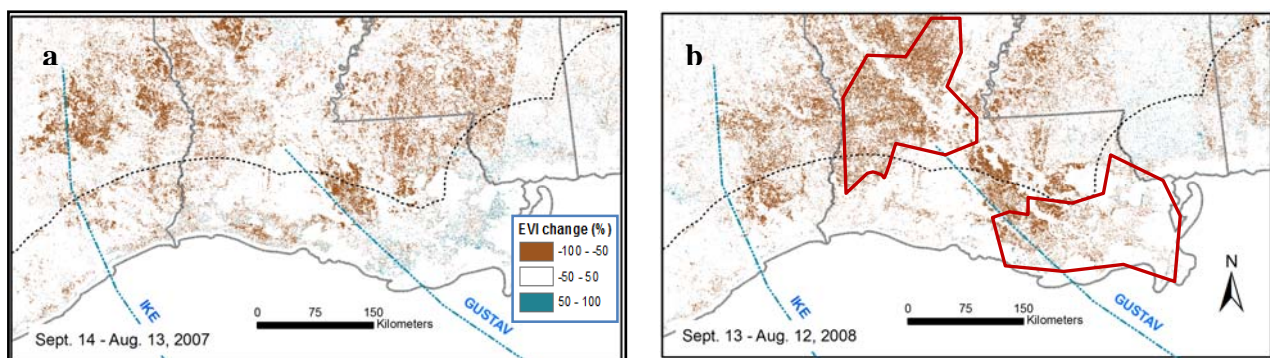 a
EVI change (%)
-100 - -50
-50 - 50
50 - 100
IKE
GUSTAV
0 75 150
Kilometers
Sept. 14 - Aug. 13, 2007
b
N
IKE
GUSTAV
0 75 150
Kilometers
Sept. 13 - Aug. 12, 2008